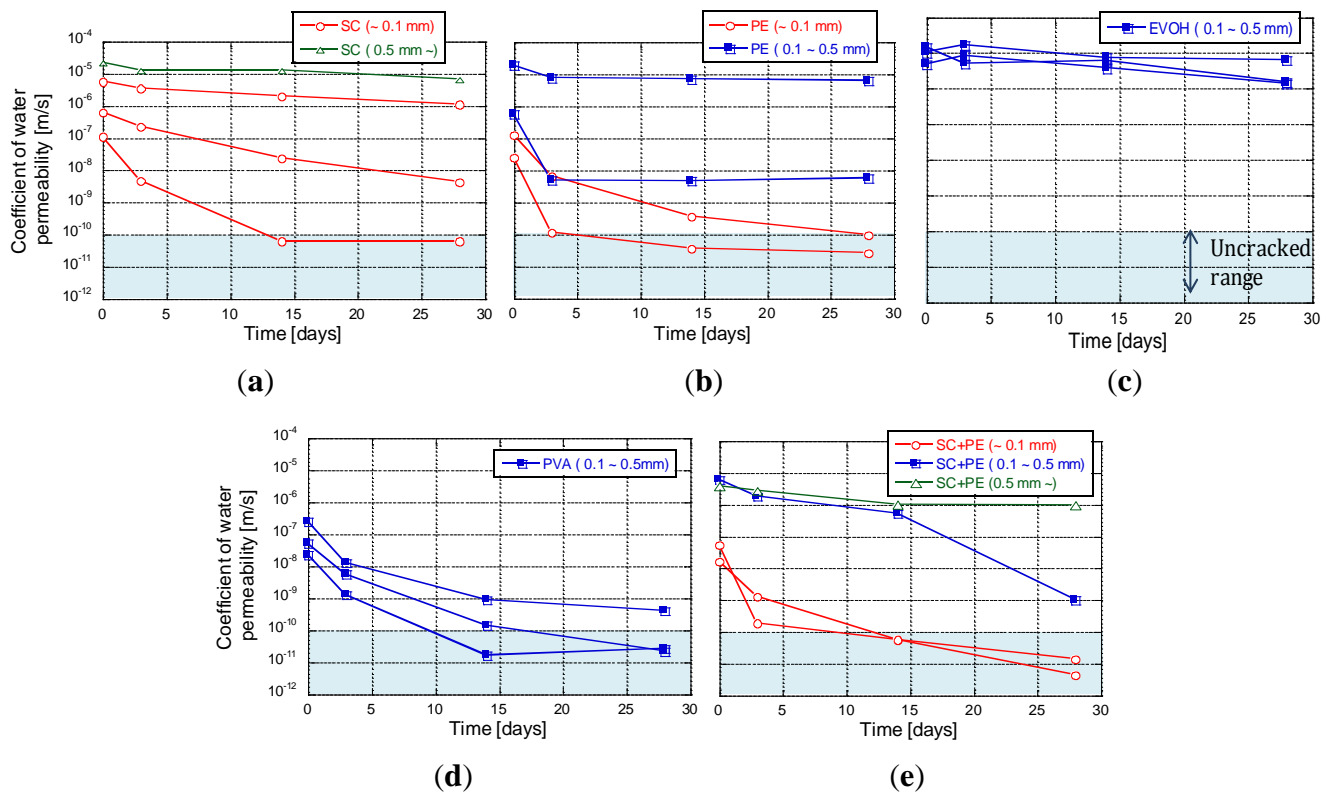 SC (~ 0.1 mm)
SC ( 0.5 mm ~)
Coefficient of water
permeability [m/s]
10⁻⁴
10⁻⁵
10⁻⁶
10⁻⁷
10⁻⁸
10⁻⁹
10⁻¹⁰
10⁻¹¹
10⁻¹²
0 5 10 15 20 25 30
Time [days]
(a)
PE (~ 0.1 mm)
PE ( 0.1 ~ 0.5 mm)
0 5 10 15 20 25 30
Time [days]
(b)
EVOH ( 0.1 ~ 0.5 mm)
Uncracked
range
0 5 10 15 20 25 30
Time [days]
(c)
PVA ( 0.1 ~ 0.5mm)
Coefficient of water
permeability [m/s]
10⁻⁴
10⁻⁵
10⁻⁶
10⁻⁷
10⁻⁸
10⁻⁹
10⁻¹⁰
10⁻¹¹
10⁻¹²
0 5 10 15 20 25 30
Time [days]
(d)
SC+PE (~ 0.1 mm)
SC+PE ( 0.1 ~ 0.5 mm)
SC+PE (0.5 mm ~)
0 5 10 15 20 25 30
Time [days]
(e)